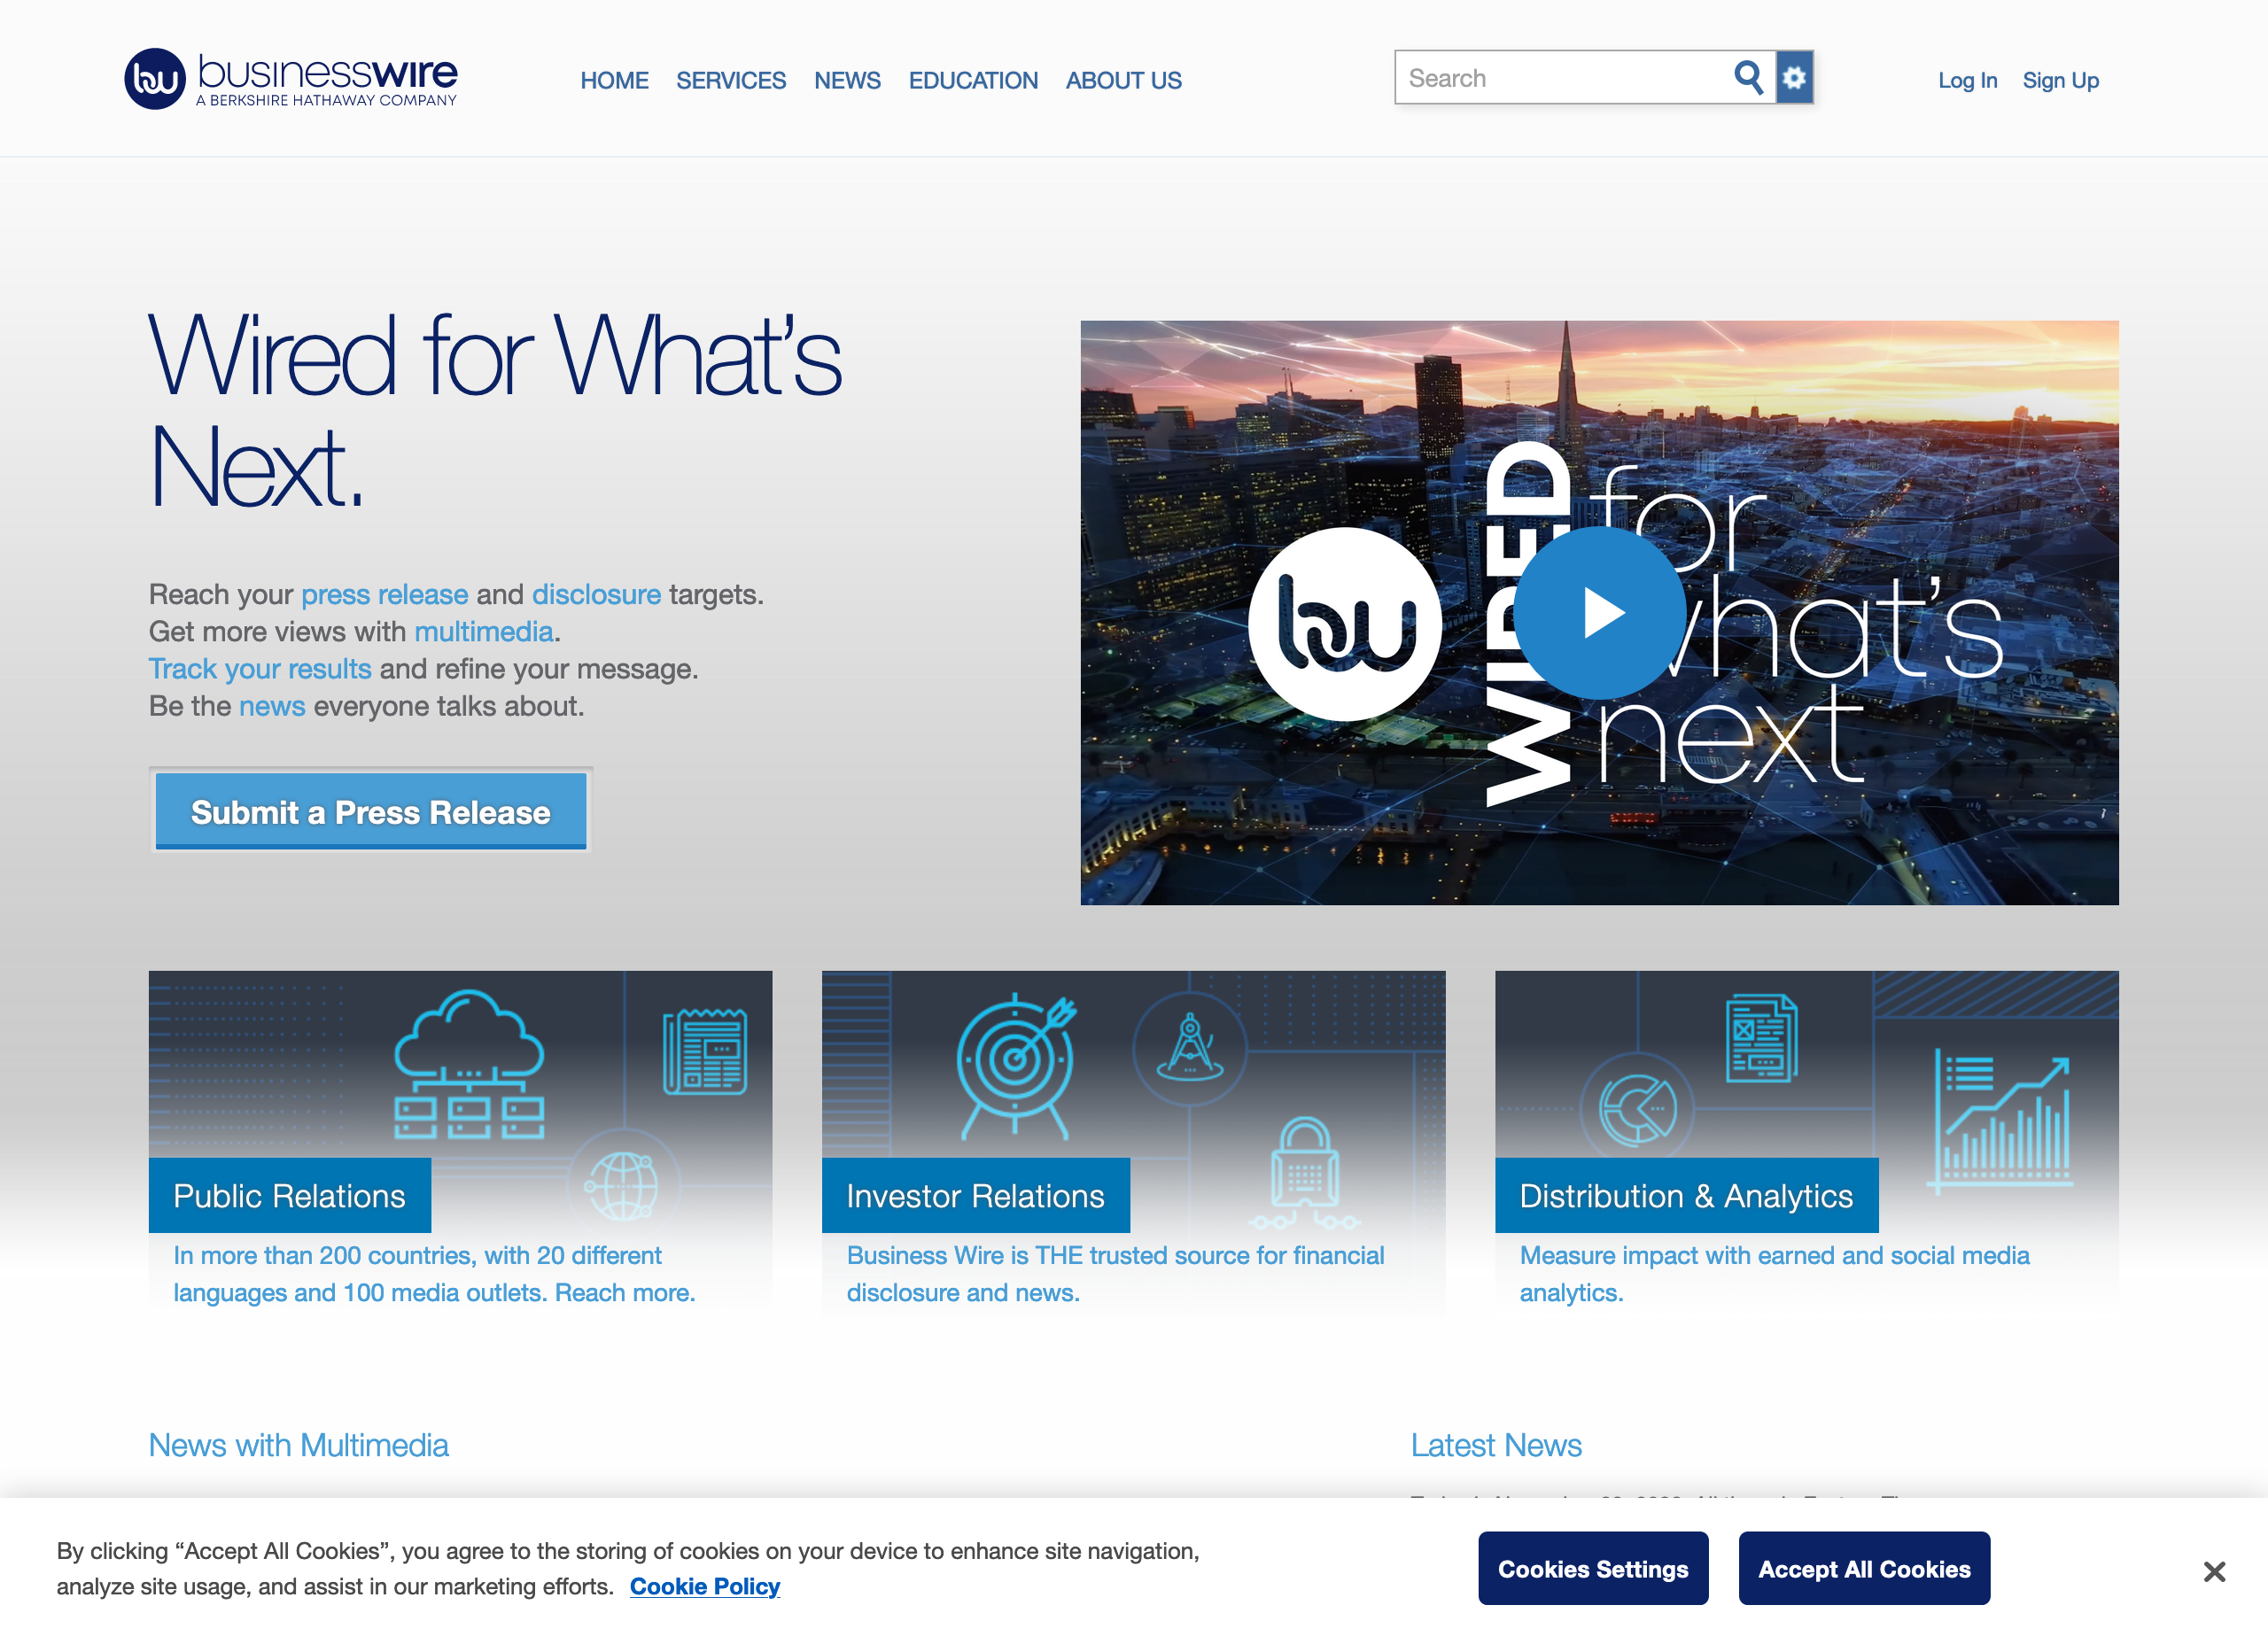 businesswire
A BERKSHIRE HATHAWAY COMPANY
HOME SERVICES NEWS EDUCATION ABOUT US
Search
Log In Sign Up
Wired for What's
Next.
Reach your press release and disclosure targets.
Get more views with multimedia.
Track your results and refine your message.
Be the news everyone talks about.
Submit a Press Release
bw
WIRED
for
what's
next
Public Relations
In more than 200 countries, with 20 different
languages and 100 media outlets. Reach more.
Investor Relations
Business Wire is THE trusted source for financial
disclosure and news.
Distribution & Analytics
Measure impact with earned and social media
analytics.
News with Multimedia
Latest News
By clicking “Accept All Cookies”, you agree to the storing of cookies on your device to enhance site navigation,
analyze site usage, and assist in our marketing efforts. Cookie Policy
Cookies Settings
Accept All Cookies